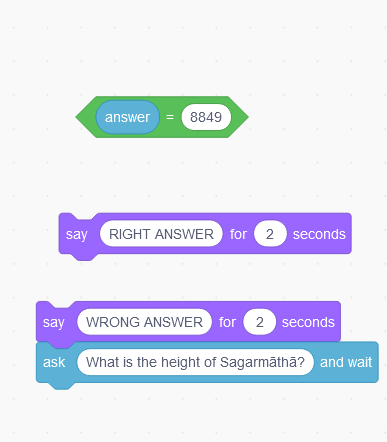 answer = 8849
say RIGHT ANSWER for 2 seconds
say WRONG ANSWER for 2 seconds
ask What is the height of Sagarmāthā? and wait